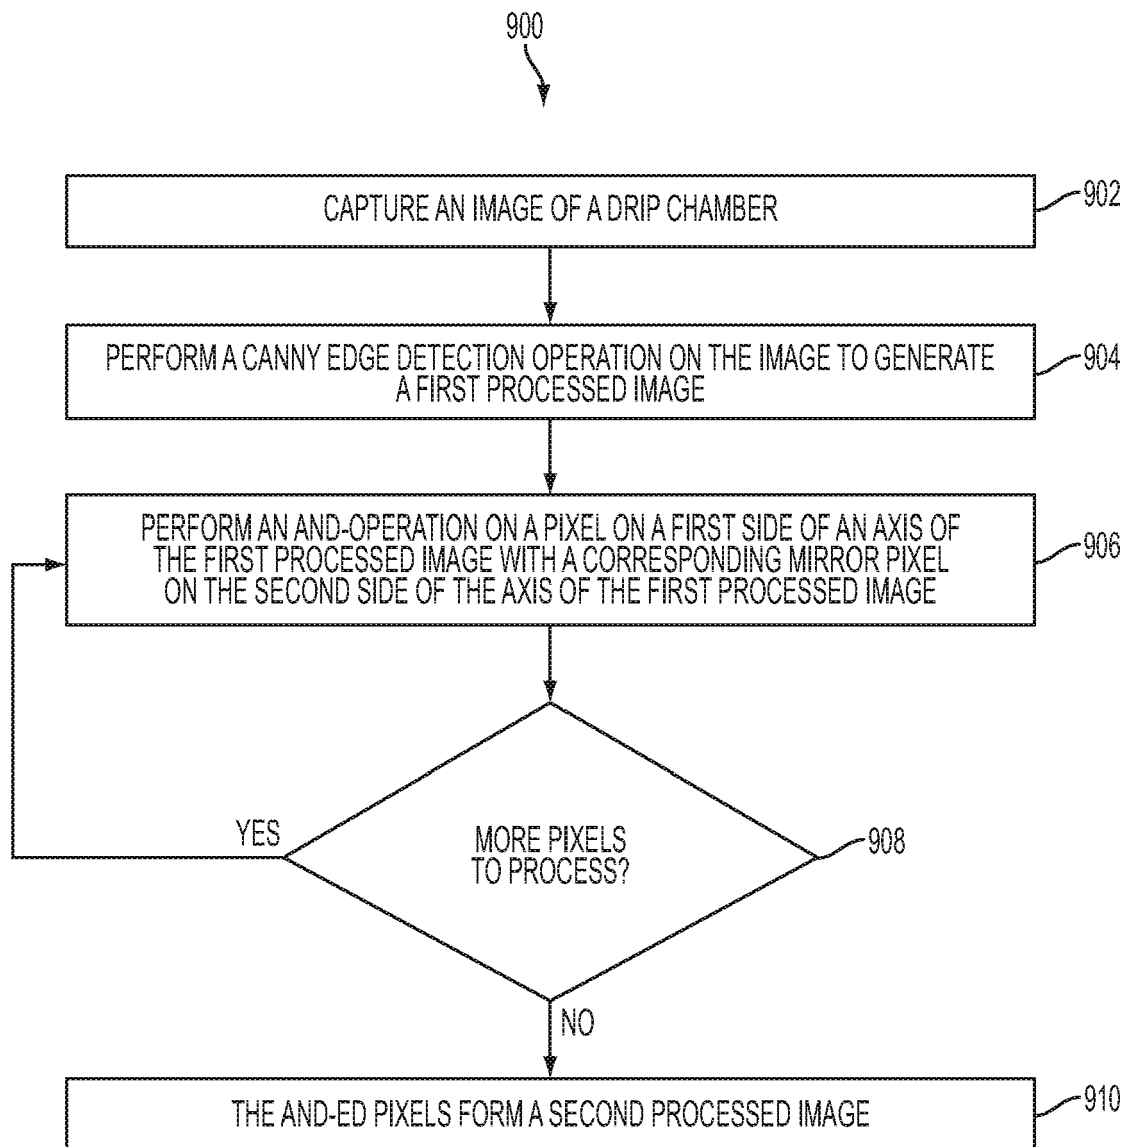 900
CAPTURE AN IMAGE OF A DRIP CHAMBER
902
PERFORM A CANNY EDGE DETECTION OPERATION ON THE IMAGE TO GENERATE
A FIRST PROCESSED IMAGE
904
PERFORM AN AND-OPERATION ON A PIXEL ON A FIRST SIDE OF AN AXIS OF
THE FIRST PROCESSED IMAGE WITH A CORRESPONDING MIRROR PIXEL
ON THE SECOND SIDE OF THE AXIS OF THE FIRST PROCESSED IMAGE
906
YES
MORE PIXELS
TO PROCESS?
908
NO
THE AND-ED PIXELS FORM A SECOND PROCESSED IMAGE
910